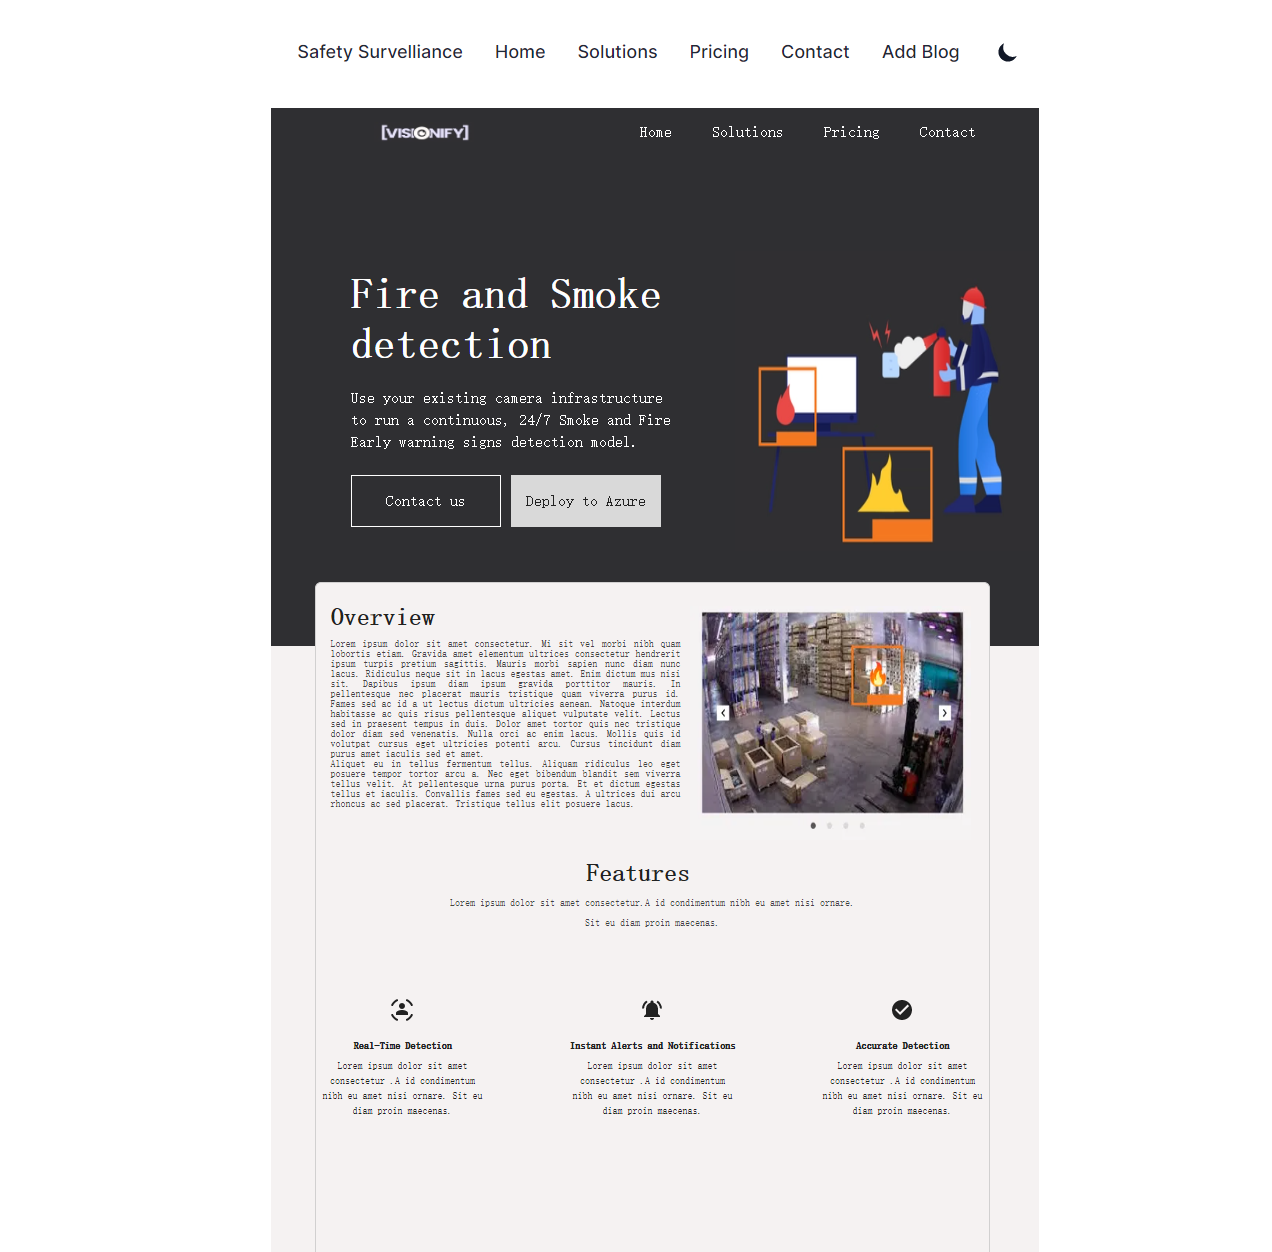 Safety Survelliance Home Solutions Pricing Contact Add Blog
[VISIONIFY] Home Solutions Pricing Contact
Fire and Smoke
detection
Use your existing camera infrastructure
to run a continuous, 24/7 Smoke and Fire
Early warning signs detection model.
Contact us Deploy to Azure
Overview
Lorem ipsum dolor sit amet consectetur. Mi sit vel morbi nibh quam
lobortis etiam. Gravida amet elementum ultrices consectetur hendrerit
ipsum turpis pretium sagittis. Mauris morbi sapien nunc diam nunc
lacus. Ridiculus neque sit in lacus egestas amet. Enim dictum mus nisi
sit. Dapibus ipsum diam ipsum gravida porttitor mauris. In
pellentesque nec placerat mauris tristique quam viverra purus id.
Fames sed ac id a ut lectus dictum ultricies aenean. Natoque interdum
habitasse ac quis risus pellentesque aliquet vulputate velit. Lectus
sed in praesent tempus in duis. Dolor amet tortor quis nec tristique
dolor diam sed venenatis. Nulla orci ac enim lacus. Mollis quis id
volutpat cursus eget ultricies potenti arcu. Cursus tincidunt diam
purus amet iaculis sed et amet.
Aliquet eu in tellus fermentum tellus. Aliquam ridiculus leo eget
posuere tempor tortor arcu a. Nec eget bibendum blandit sem viverra
tellus velit. At pellentesque urna purus porta. Et et dictum egestas
tellus et iaculis. Convallis fames sed eu egestas. A ultrices dui arcu
rhoncus ac sed placerat. Tristique tellus elit posuere lacus.
Features
Lorem ipsum dolor sit amet consectetur.A id condimentum nibh eu amet nisi ornare.
Sit eu diam proin maecenas.
Real-Time Detection
Lorem ipsum dolor sit amet
consectetur .A id condimentum
nibh eu amet nisi ornare. Sit eu
diam proin maecenas.
Instant Alerts and Notifications
Lorem ipsum dolor sit amet
consectetur .A id condimentum
nibh eu amet nisi ornare. Sit eu
diam proin maecenas.
Accurate Detection
Lorem ipsum dolor sit amet
consectetur .A id condimentum
nibh eu amet nisi ornare. Sit eu
diam proin maecenas.